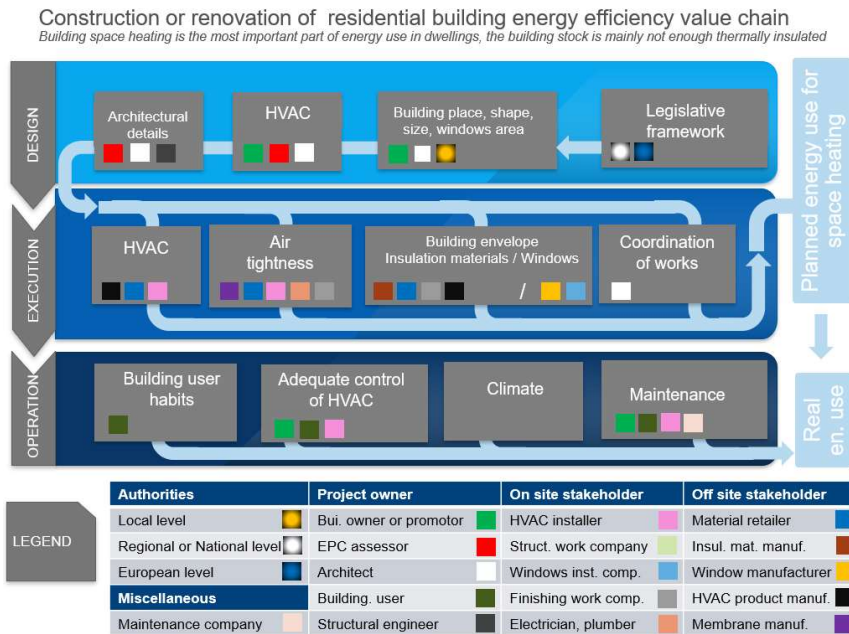 Construction or renovation of residential building energy efficiency value chain
Building space heating is the most important part of energy use in dwellings, the building stock is mainly not enough thermally insulated
DESIGN
Architectural
details
HVAC
Building place, shape,
size, windows area
Legislative
framework
Planned energy use for
space heating
EXECUTION
HVAC
Air
tightness
Building envelope
Insulation materials / Windows
/
Coordination
of works
OPERATION
Building user
habits
Adequate control
of HVAC
Climate
Maintenance
Real
en. use
LEGEND
Authorities Project owner On site stakeholder Off site stakeholder
Local level Bui. owner or promotor HVAC installer Material retailer
Regional or National level EPC assessor Struct. work company Insul. mat. manuf.
European level Architect Windows inst. comp. Window manufacturer
Miscellaneous Building. user Finishing work comp. HVAC product manuf.
Maintenance company Structural engineer Electrician, plumber Membrane manuf.